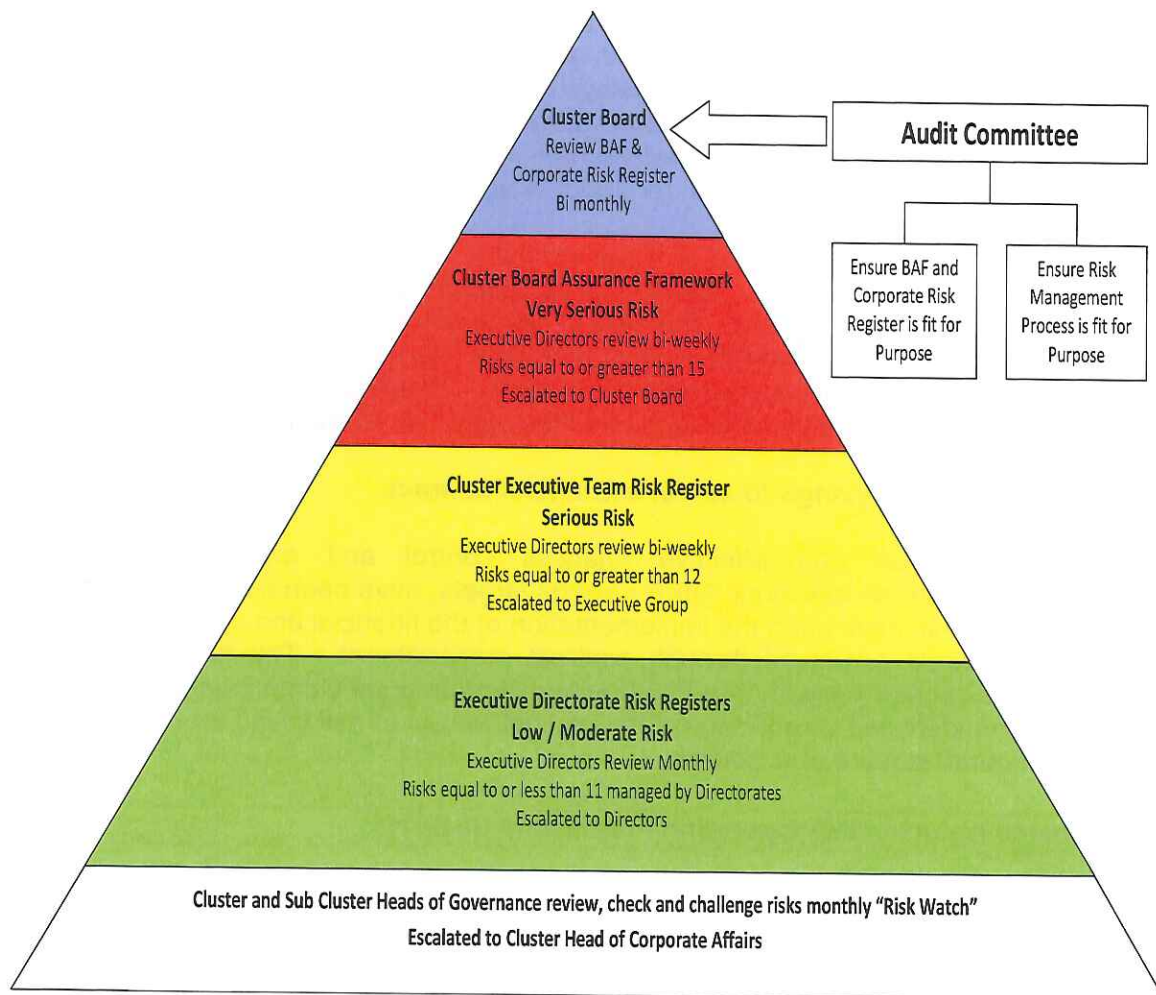 Cluster Board
Review BAF &
Corporate Risk Register
Bi monthly
Audit Committee
Ensure BAF and
Corporate Risk
Register is fit for
Purpose
Ensure Risk
Management
Process is fit for
Purpose
Cluster Board Assurance Framework
Very Serious Risk
Executive Directors review bi-weekly
Risks equal to or greater than 15
Escalated to Cluster Board
Cluster Executive Team Risk Register
Serious Risk
Executive Directors review bi-weekly
Risks equal to or greater than 12
Escalated to Executive Group
Executive Directorate Risk Registers
Low / Moderate Risk
Executive Directors Review Monthly
Risks equal to or less than 11 managed by Directorates
Escalated to Directors
Cluster and Sub Cluster Heads of Governance review, check and challenge risks monthly “Risk Watch”
Escalated to Cluster Head of Corporate Affairs